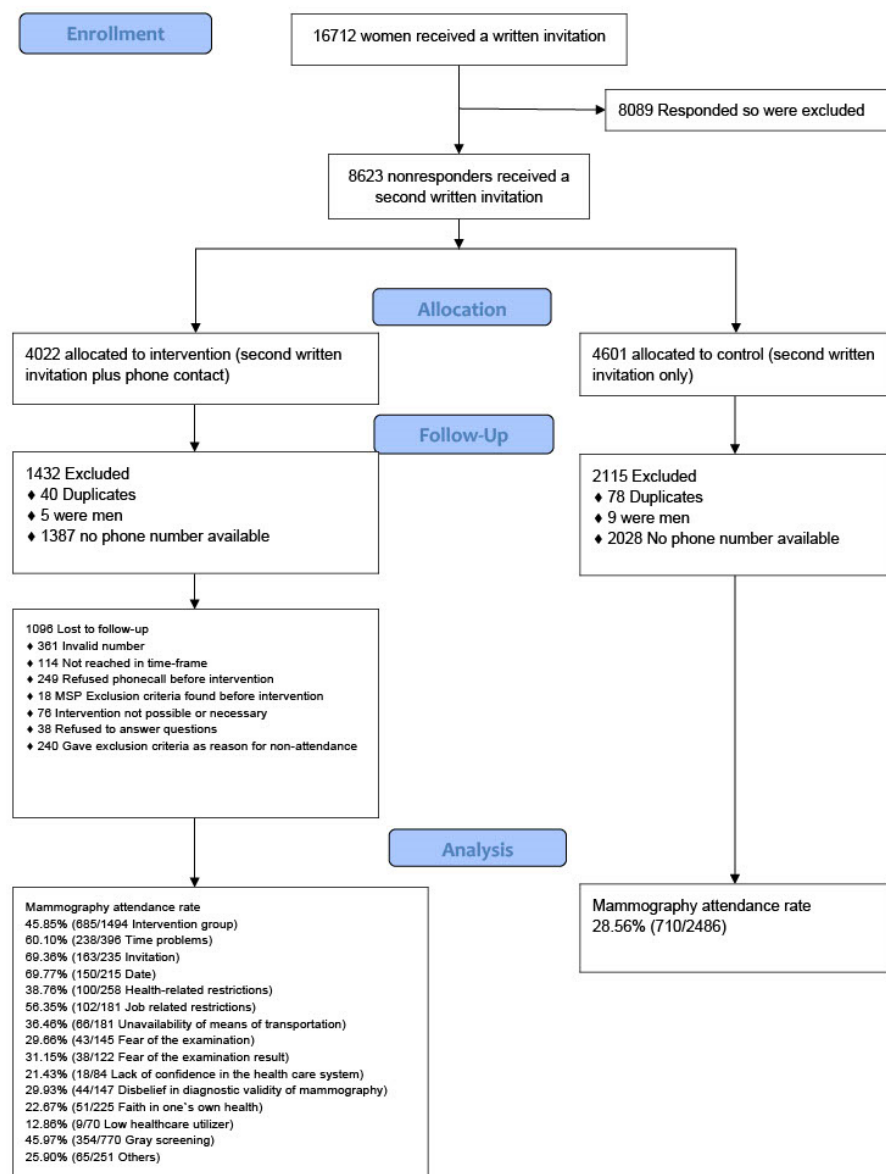 Enrollment
16712 women received a written invitation
8089 Responded so were excluded
8623 nonresponders received a
second written invitation
Allocation
4022 allocated to intervention (second written
invitation plus phone contact)
4601 allocated to control (second written
invitation only)
Follow-Up
1432 Excluded
♦ 40 Duplicates
♦ 5 were men
♦ 1387 no phone number available
2115 Excluded
♦ 78 Duplicates
♦ 9 were men
♦ 2028 No phone number available
1096 Lost to follow-up
♦ 361 Invalid number
♦ 114 Not reached in time-frame
♦ 249 Refused phonecall before intervention
♦ 18 MSP Exclusion criteria found before intervention
♦ 76 Intervention not possible or necessary
♦ 38 Refused to answer questions
♦ 240 Gave exclusion criteria as reason for non-attendance
Analysis
Mammography attendance rate
45.85% (685/1494 Intervention group)
60.10% (238/396 Time problems)
69.36% (163/235 Invitation)
69.77% (150/215 Date)
38.76% (100/258 Health-related restrictions)
56.35% (102/181 Job related restrictions)
36.46% (66/181 Unavailability of means of transportation)
29.66% (43/145 Fear of the examination)
31.15% (38/122 Fear of the examination result)
21.43% (18/84 Lack of confidence in the health care system)
29.93% (44/147 Disbelief in diagnostic validity of mammography)
22.67% (51/225 Faith in one`s own health)
12.86% (9/70 Low healthcare utilizer)
45.97% (354/770 Gray screening)
25.90% (65/251 Others)
Mammography attendance rate
28.56% (710/2486)